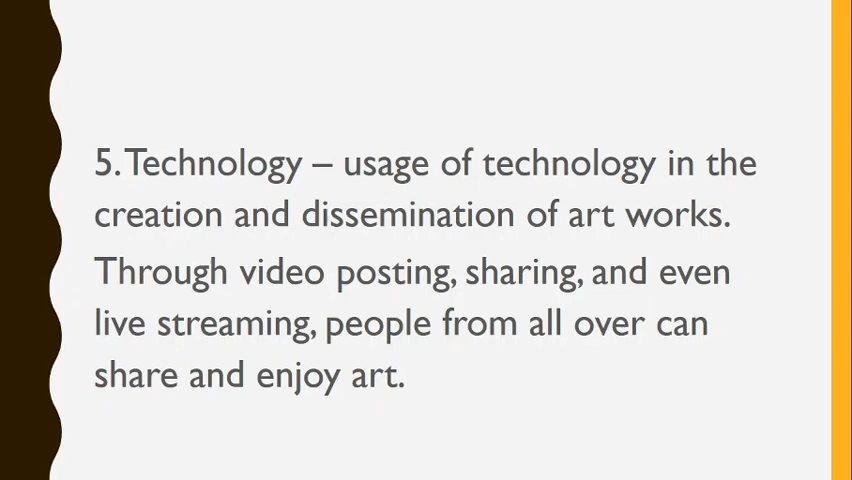 5. Technology – usage of technology in the
creation and dissemination of art works.
Through video posting, sharing, and even
live streaming, people from all over can
share and enjoy art.